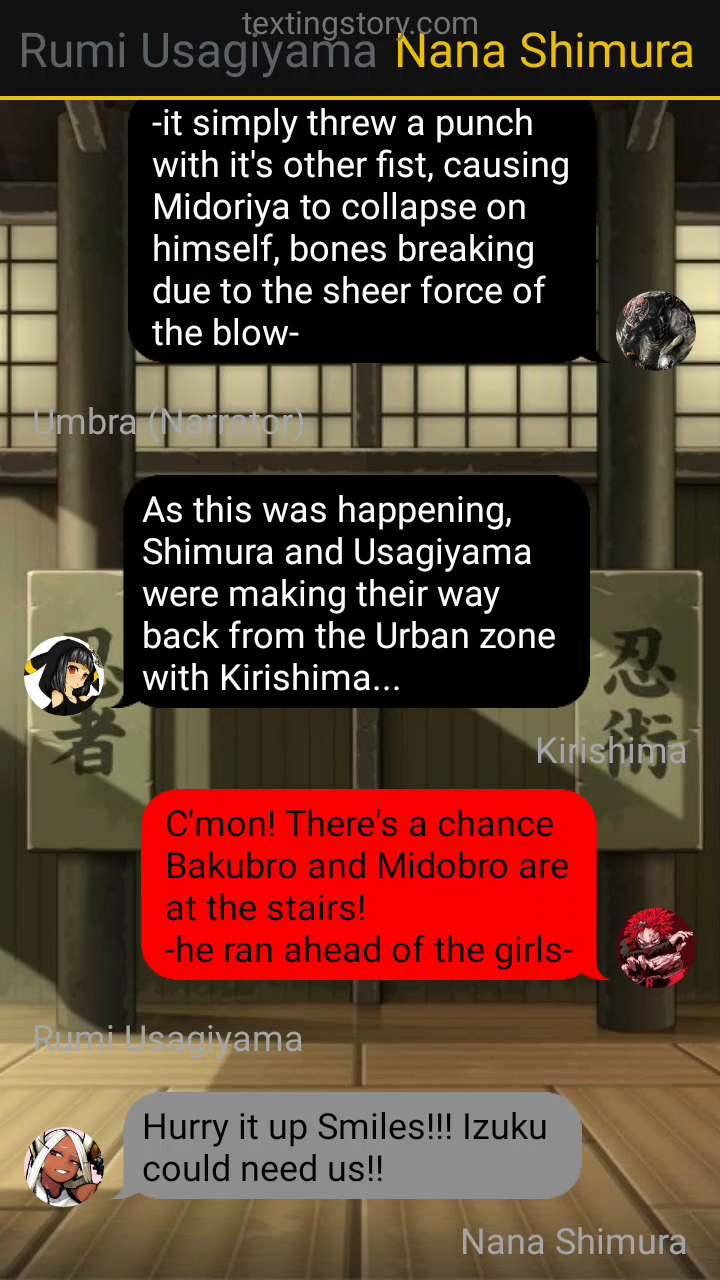 textingstory.com
Rumi Usagiyama Nana Shimura
-it simply threw a punch
with it's other fist, causing
Midoriya to collapse on
himself, bones breaking
due to the sheer force of
the blow-
Umbra (Narrator)
As this was happening,
Shimura and Usagiyama
were making their way
back from the Urban zone
with Kirishima...
忍者
忍術
Kirishima
C'mon! There's a chance
Bakubro and Midobro are
at the stairs!
-he ran ahead of the girls-
Rumi Usagiyama
Hurry it up Smiles!!! Izuku
could need us!!
Nana Shimura